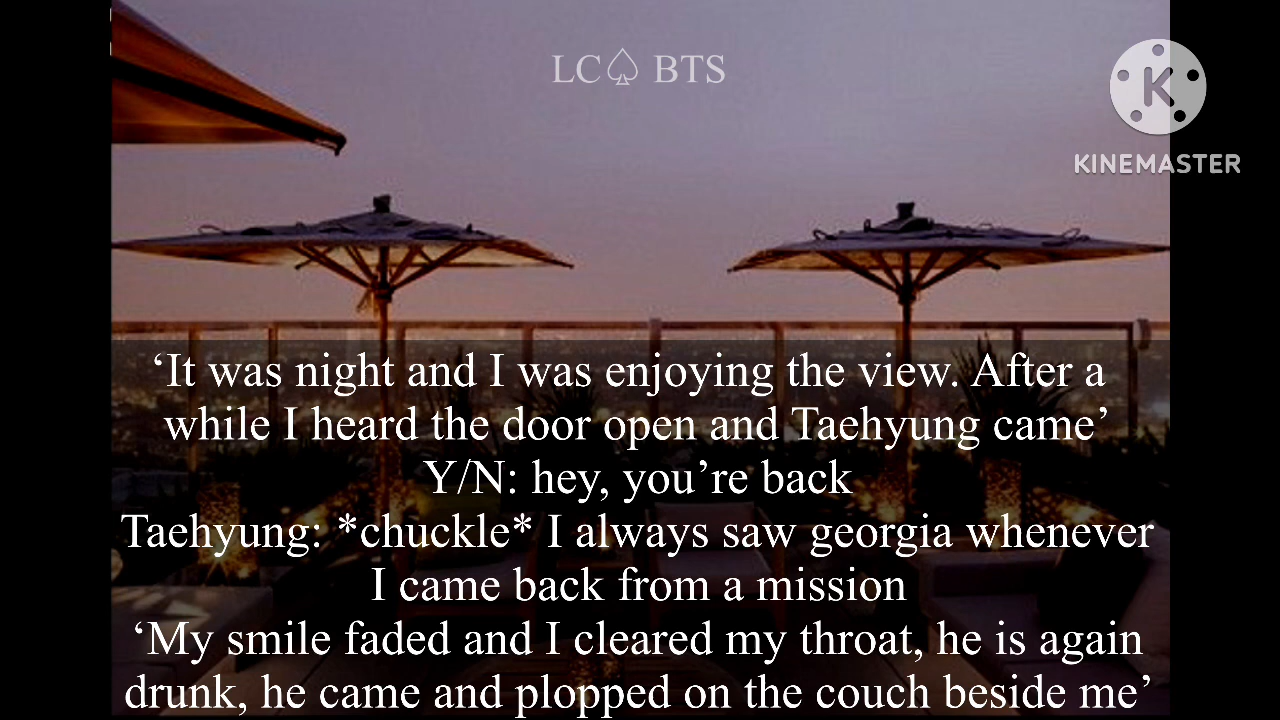 LC♤ BTS
K
KINEMASTER
‘It was night and I was enjoying the view. After a
while I heard the door open and Taehyung came’
Y/N: hey, you’re back
Taehyung: *chuckle* I always saw georgia whenever
I came back from a mission
‘My smile faded and I cleared my throat, he is again
drunk, he came and plopped on the couch beside me’